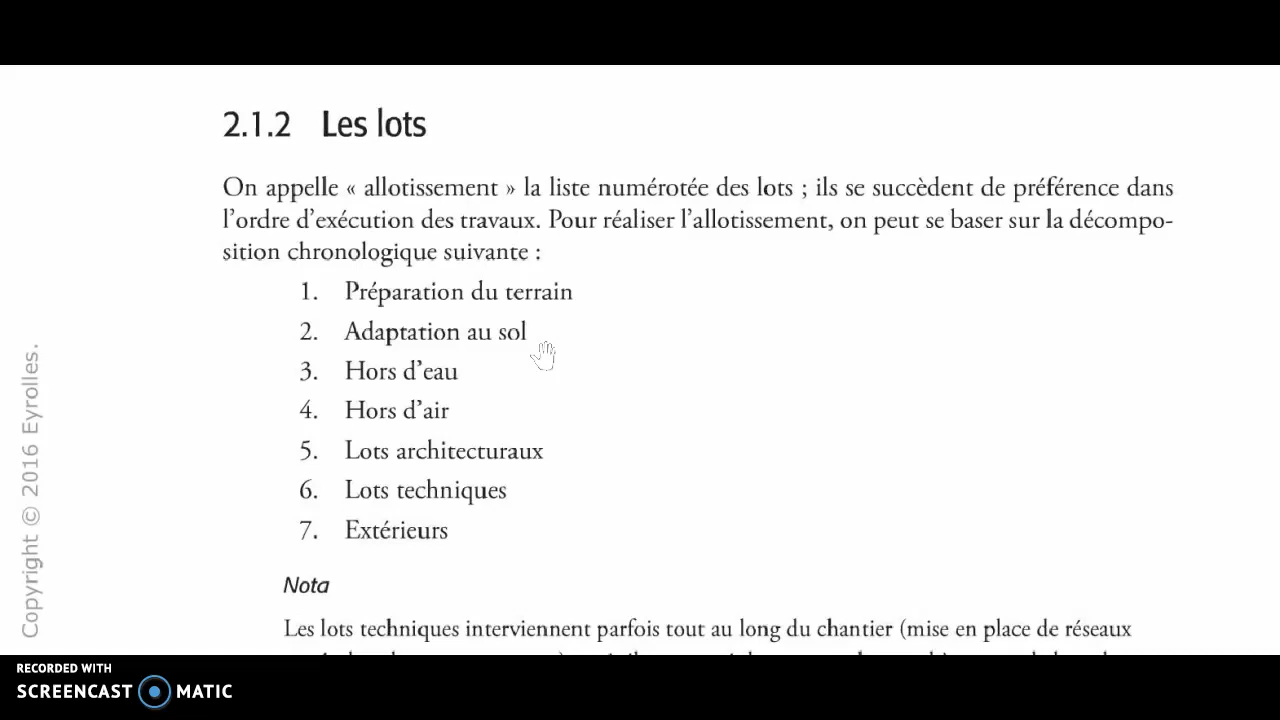 2.1.2 Les lots
On appelle « allotissement » la liste numérotée des lots ; ils se succèdent de préférence dans
l'ordre d'exécution des travaux. Pour réaliser l'allotissement, on peut se baser sur la décompo-
sition chronologique suivante :
1. Préparation du terrain
2. Adaptation au sol
3. Hors d'eau
4. Hors d'air
5. Lots architecturaux
6. Lots techniques
7. Extérieurs
Nota
Les lots techniques interviennent parfois tout au long du chantier (mise en place de réseaux
Copyright © 2016 Eyrolles.
RECORDED WITH
SCREENCAST MATIC